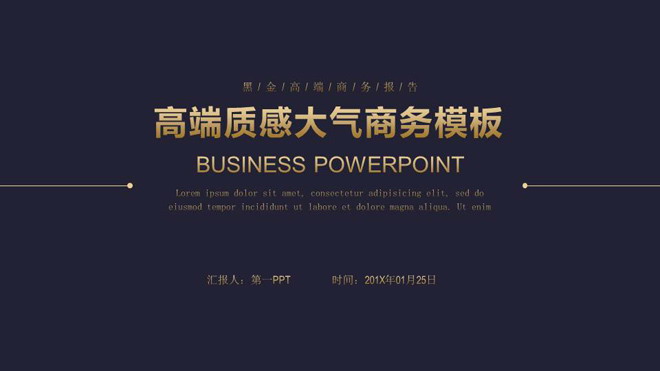 黑/金/高/端/商/务/报/告
高端质感大气商务模板
BUSINESS POWERPOINT
Lorem ipsum dolor sit amet, consectetur adipisicing elit, sed do
eiusmod tempor incididunt ut labore et dolore magna aliqua. Ut enim
汇报人：第一PPT 时间：201X年01月25日